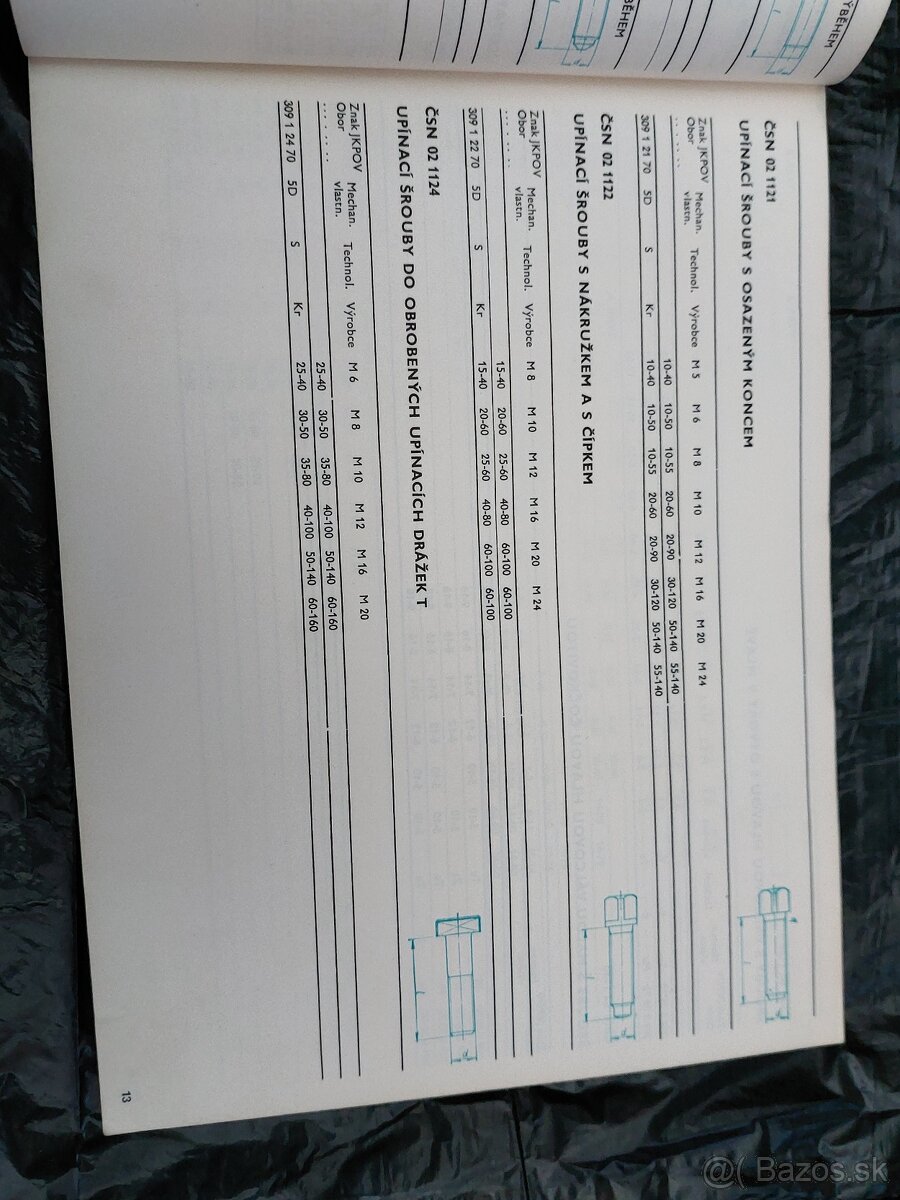 ÝBĚHEM
BĚHEM
ČSN 02 1121
UPÍNACÍ ŠROUBY S OSAZENÝM KONCEM
Znak JKPOV Mechan. Technol. Výrobce M 5 M 6 M 8 M 10 M 12 M 16 M 20 M 24
Obor vlastn.
... . .. .. 10-40 10-50 10-55 20-60 20-90 30-120 50-140 55-140
309 1 21 70 5D S Kr 10-40 10-50 10-55 20-60 20-90 30-120 50-140 55-140
ČSN 02 1122
UPÍNACÍ ŠROUBY S NÁKRUŽKEM A S ČÍPKEM
Znak JKPOV Mechan. Technol. Výrobce M 8 M 10 M 12 M 16 M 20 M 24
Obor vlastn.
... . .. .. 15-40 20-60 25-60 40-80 60-100 60-100
309 1 22 70 5D S Kr 15-40 20-60 25-60 40-80 60-100 60-100
ČSN 02 1124
UPÍNACÍ ŠROUBY DO OBROBENÝCH UPÍNACÍCH DRÁŽEK T
Znak JKPOV Mechan. Technol. Výrobce M 6 M 8 M 10 M 12 M 16 M 20
Obor vlastn.
... . .. .. 25-40 30-50 35-80 40-100 50-140 60-160
309 1 24 70 5D S Kr 25-40 30-50 35-80 40-100 50-140 60-160
13
@( Bazos.sk